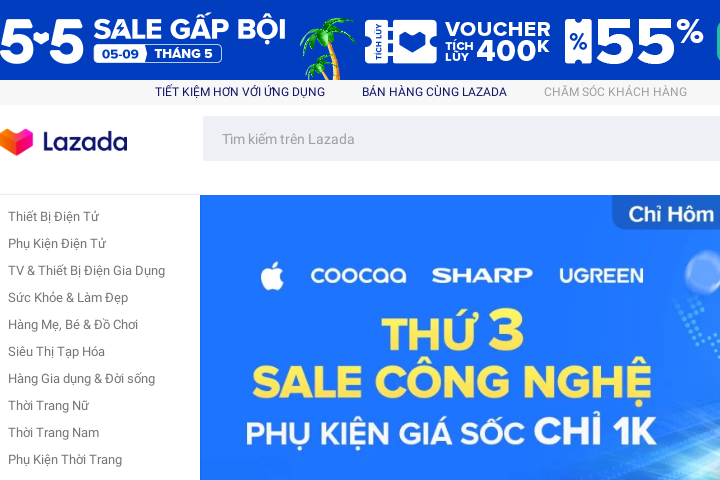 5.5 SALE GẤP BỘI
05-09 THÁNG 5
TÍCH LŨY
VOUCHER
TÍCH LŨY 400K
% 55%
TIẾT KIỆM HƠN VỚI ỨNG DỤNG
BÁN HÀNG CÙNG LAZADA
CHĂM SÓC KHÁCH HÀNG
Lazada
Tìm kiếm trên Lazada
Thiết Bị Điện Tử
Phụ Kiện Điện Tử
TV & Thiết Bị Điện Gia Dụng
Sức Khỏe & Làm Đẹp
Hàng Mẹ, Bé & Đồ Chơi
Siêu Thị Tạp Hóa
Hàng Gia dụng & Đời sống
Thời Trang Nữ
Thời Trang Nam
Phụ Kiện Thời Trang
Chỉ Hôm
COOCAA SHARP UGREEN
THỨ 3
SALE CÔNG NGHỆ
PHỤ KIỆN GIÁ SỐC CHỈ 1K